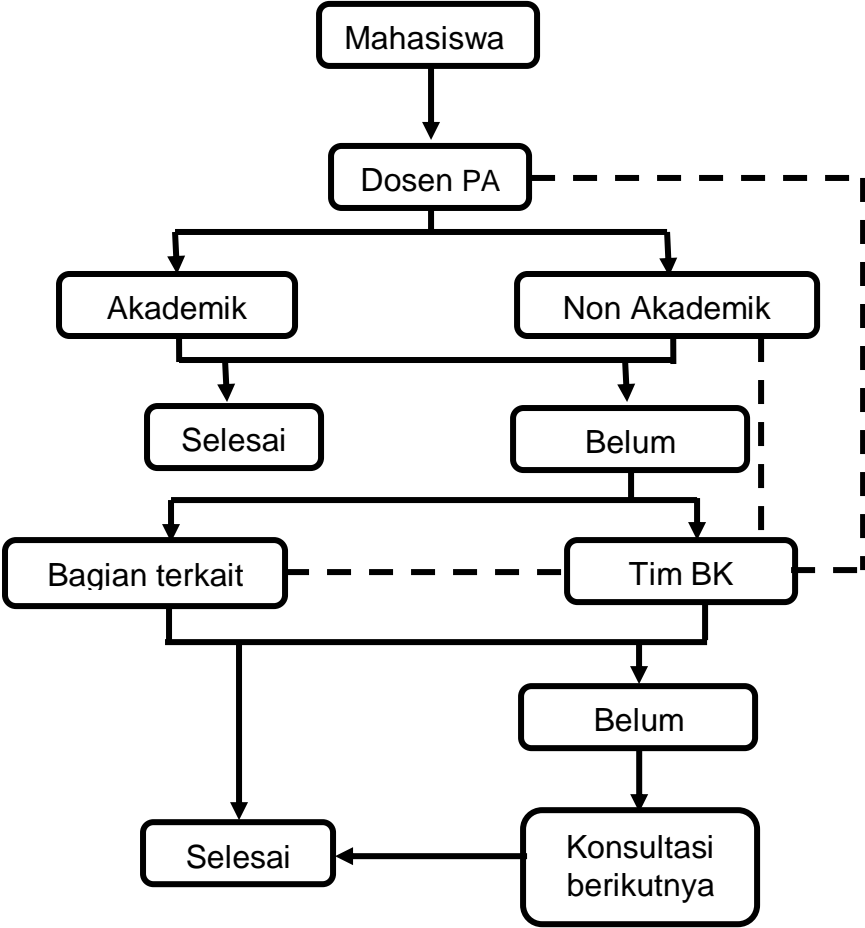 Mahasiswa
Dosen PA
Akademik
Non Akademik
Selesai
Belum
Bagian terkait
Tim BK
Belum
Selesai
Konsultasi
berikutnya